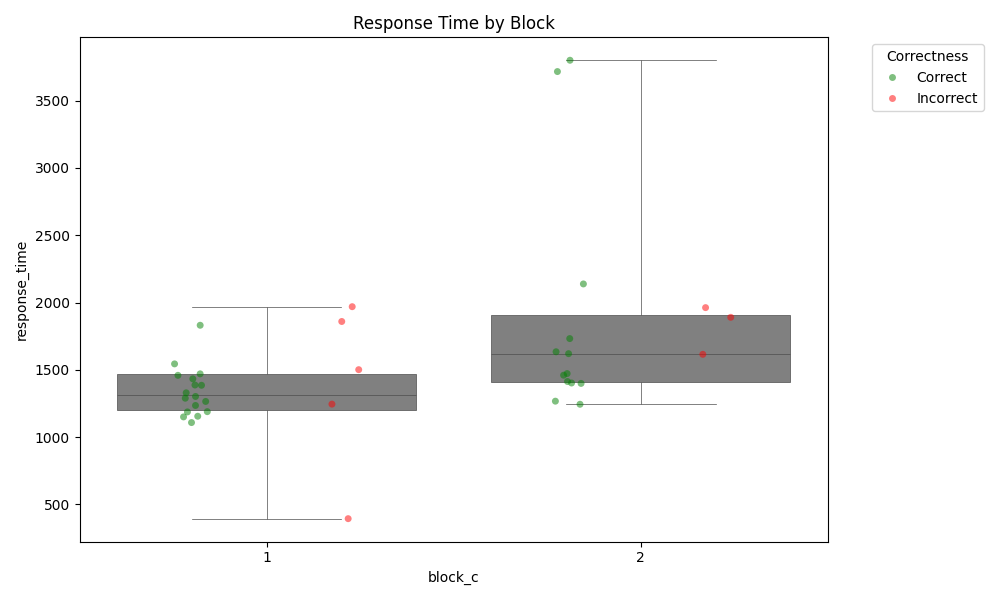 Response Time by Block
Correctness
Correct
Incorrect
response_time
3500
3000
2500
2000
1500
1000
500
1
2
block_c